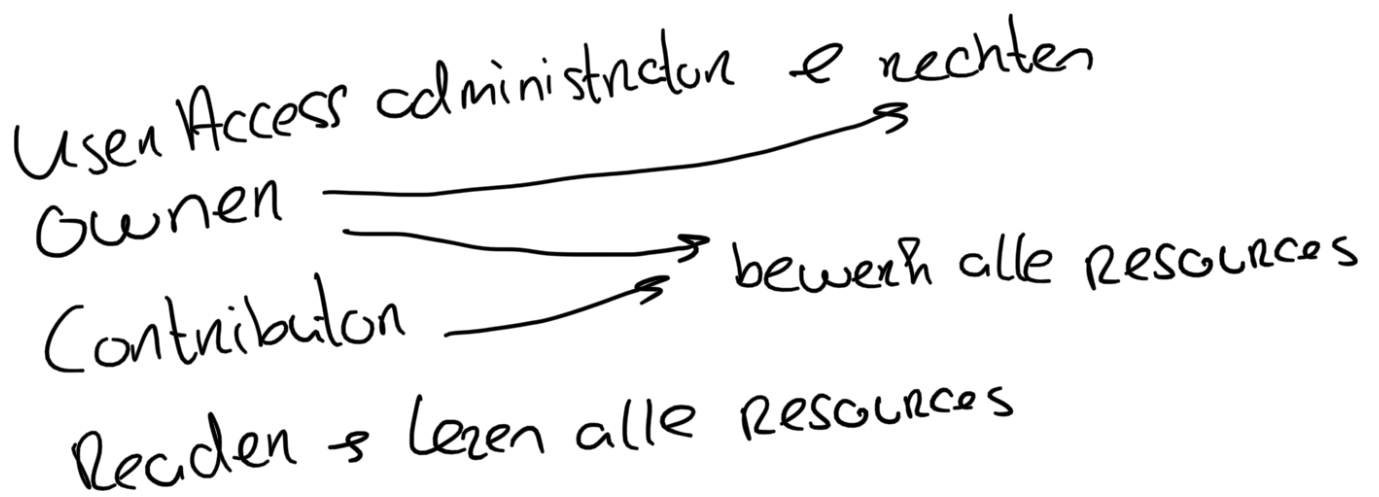 User Access administrator → rechten
Owner
bewerk alle resources
Contributor
Reader → lezen alle resources